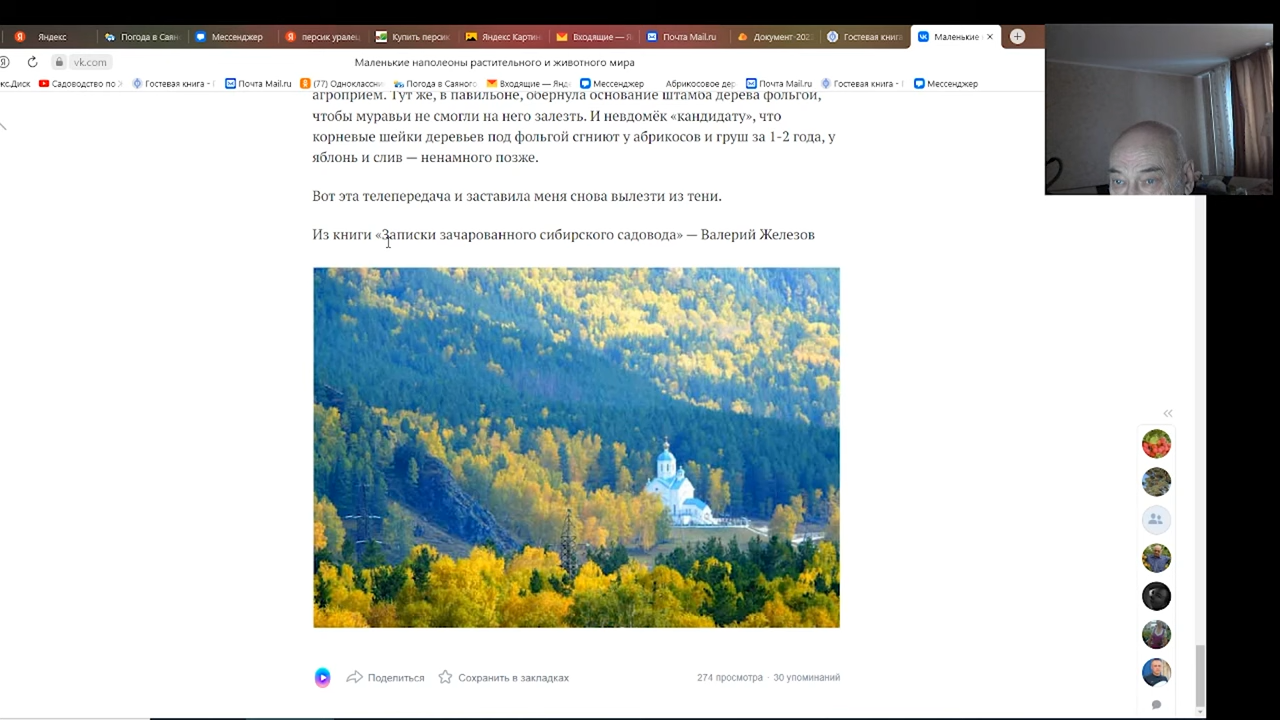 Яндекс
Погода в Саян
Мессенджер
персик уралец
Купить персик
Яндекс Картин
Входящие — Я
Почта Mail.ru
Документ-202
Гостевая книга
Маленькие
vk.com
Маленькие наполеоны растительного и животного мира
кс.Диск
Садоводство по
Гостевая книга -
Почта Mail.ru
(77) Одноклассн
Погода в Саяного
Входящие — Янд
Мессенджер
Абрикосовое дер
Почта Mail.ru
Гостевая книга -
Мессенджер
агроприём. Тут же, в павильоне, обернула основание штамба дерева фольгой,
чтобы муравьи не смогли на него залезть. И невдомёк «кандидату», что
корневые шейки деревьев под фольгой сгниют у абрикосов и груш за 1-2 года, у
яблонь и слив — ненамного позже.
Вот эта телепередача и заставила меня снова вылезти из тени.
Из книги «Записки зачарованного сибирского садовода» — Валерий Железов
Поделиться
Сохранить в закладках
274 просмотра · 30 упоминаний